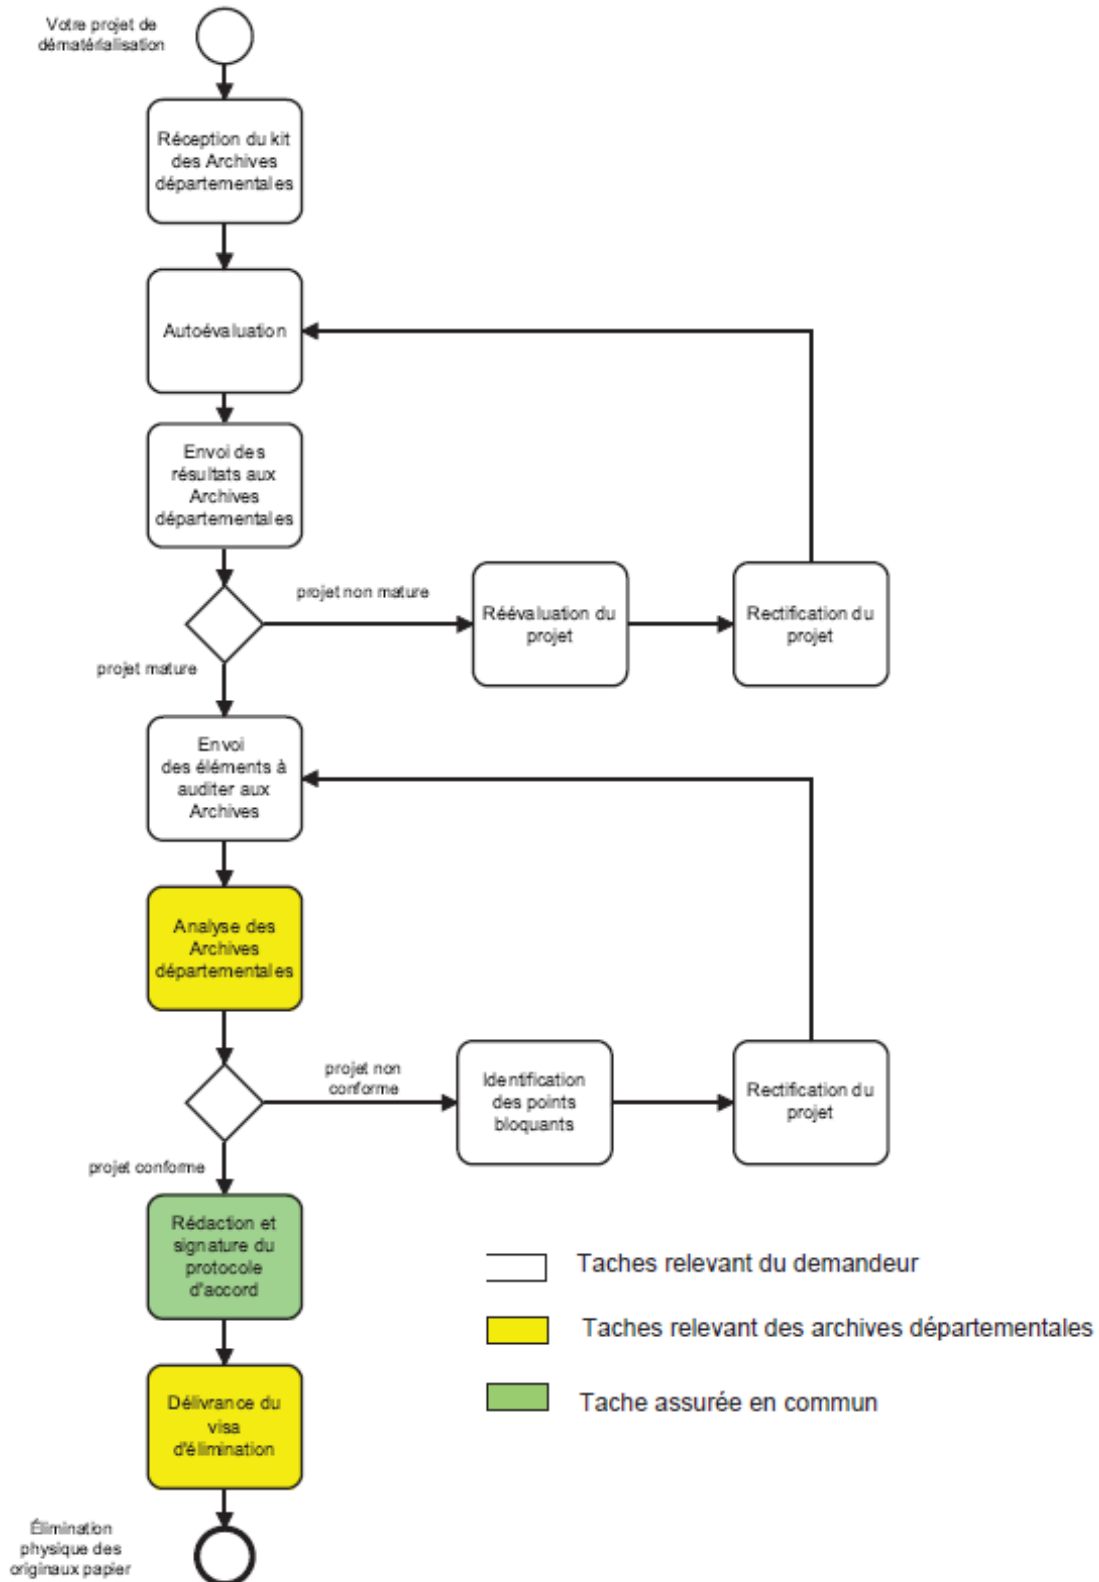 Votre projet de
dématérialisation
Réception du kit
des Archives
départementales
Autoévaluation
Envoi des
résultats aux
Archives
départementales
projet non mature
Réévaluation du
projet
Rectification du
projet
projet mature
Envoi
des éléments à
auditer aux
Archives
Analyse des
Archives
départementales
projet non
conforme
Identification
des points
bloquants
Rectification du
projet
projet conforme
Rédaction et
signature du
protocole
d'accord
Taches relevant du demandeur
Taches relevant des archives départementales
Tache assurée en commun
Délivrance du
visa
d'élimination
Élimination
physique des
originaux papier